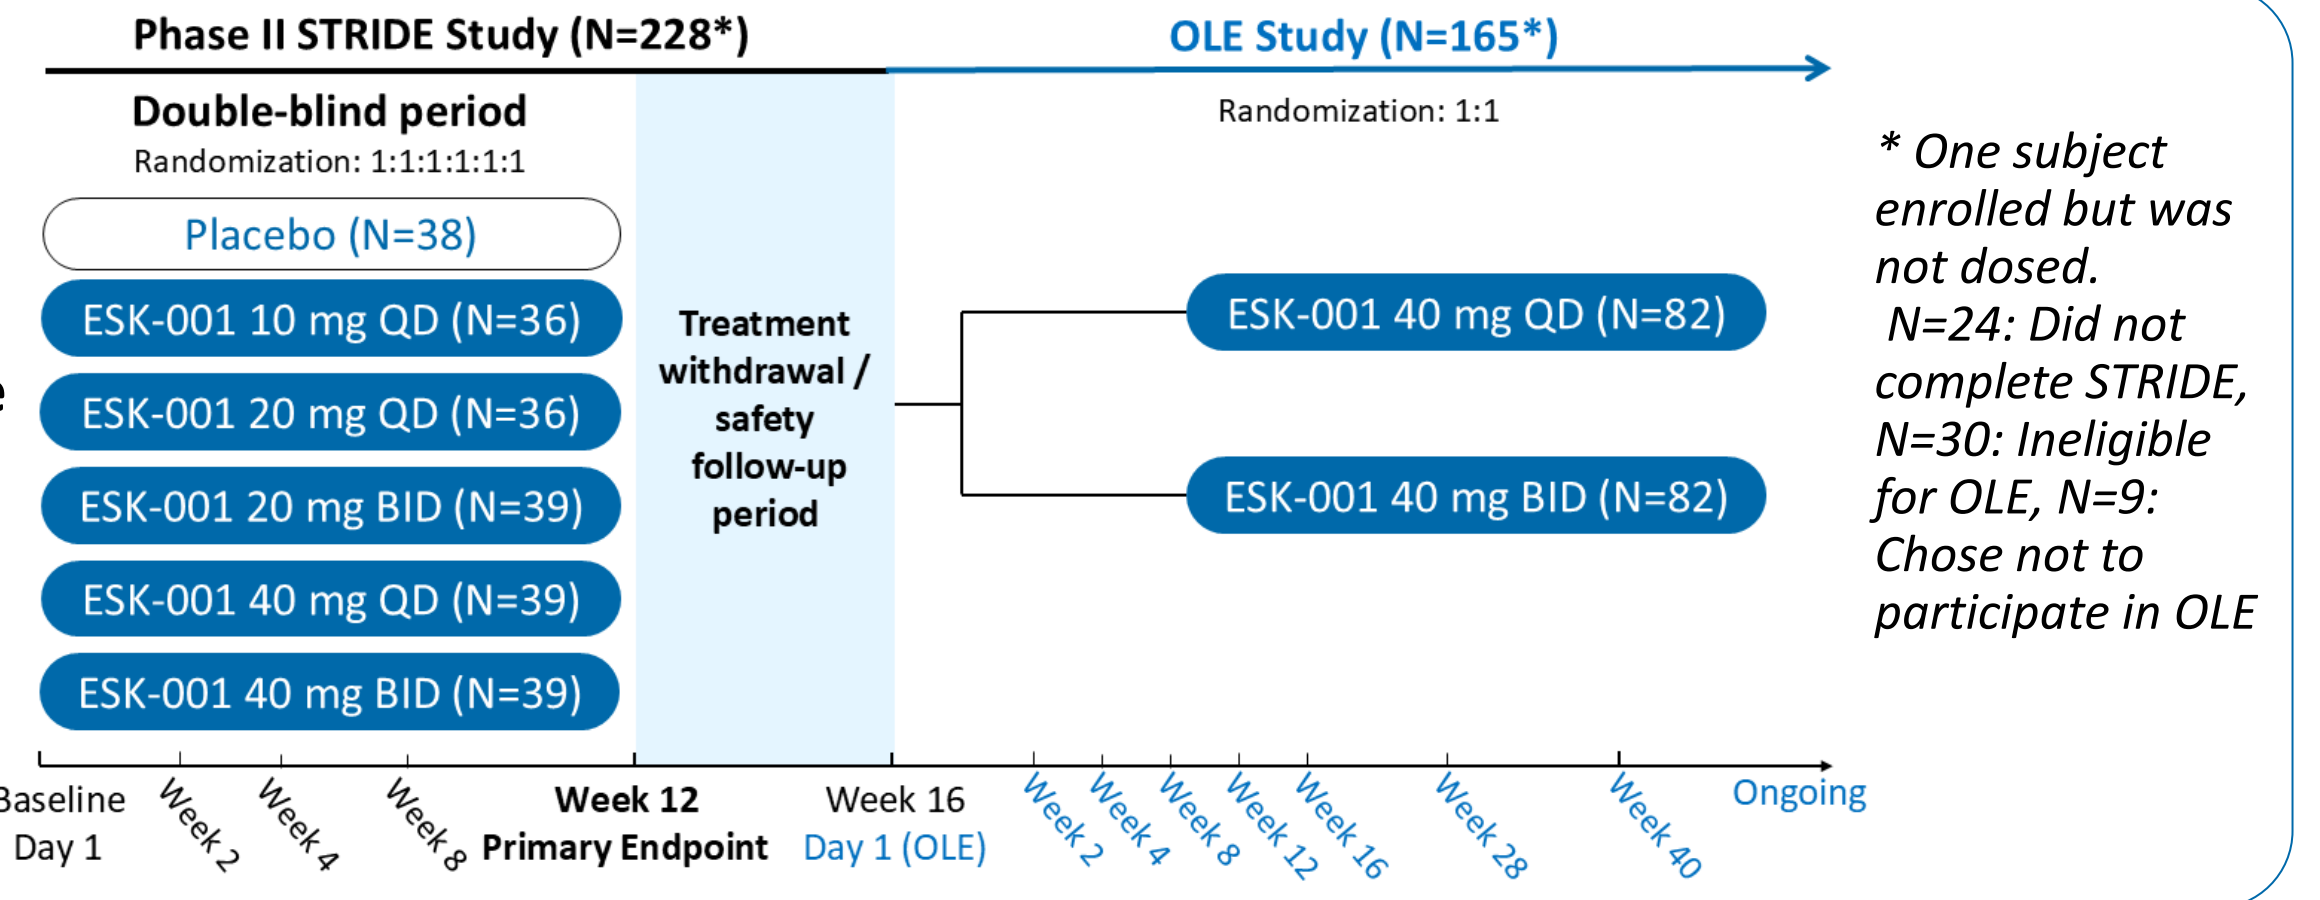 Phase II STRIDE Study (N=228*)
OLE Study (N=165*)
Double-blind period
Randomization: 1:1:1:1:1:1
Randomization: 1:1
Placebo (N=38)
ESK-001 10 mg QD (N=36)
ESK-001 20 mg QD (N=36)
ESK-001 20 mg BID (N=39)
ESK-001 40 mg QD (N=39)
ESK-001 40 mg BID (N=39)
Treatment
withdrawal /
safety
follow-up
period
ESK-001 40 mg QD (N=82)
ESK-001 40 mg BID (N=82)
* One subject
enrolled but was
not dosed.
N=24: Did not
complete STRIDE,
N=30: Ineligible
for OLE, N=9:
Chose not to
participate in OLE
e
Baseline
Day 1
Week 2
Week 4
Week 8
Week 12
Primary Endpoint
Week 16
Day 1 (OLE)
Week 2
Week 4
Week 8
Week 12
Week 16
Week 28
Week 40
Ongoing